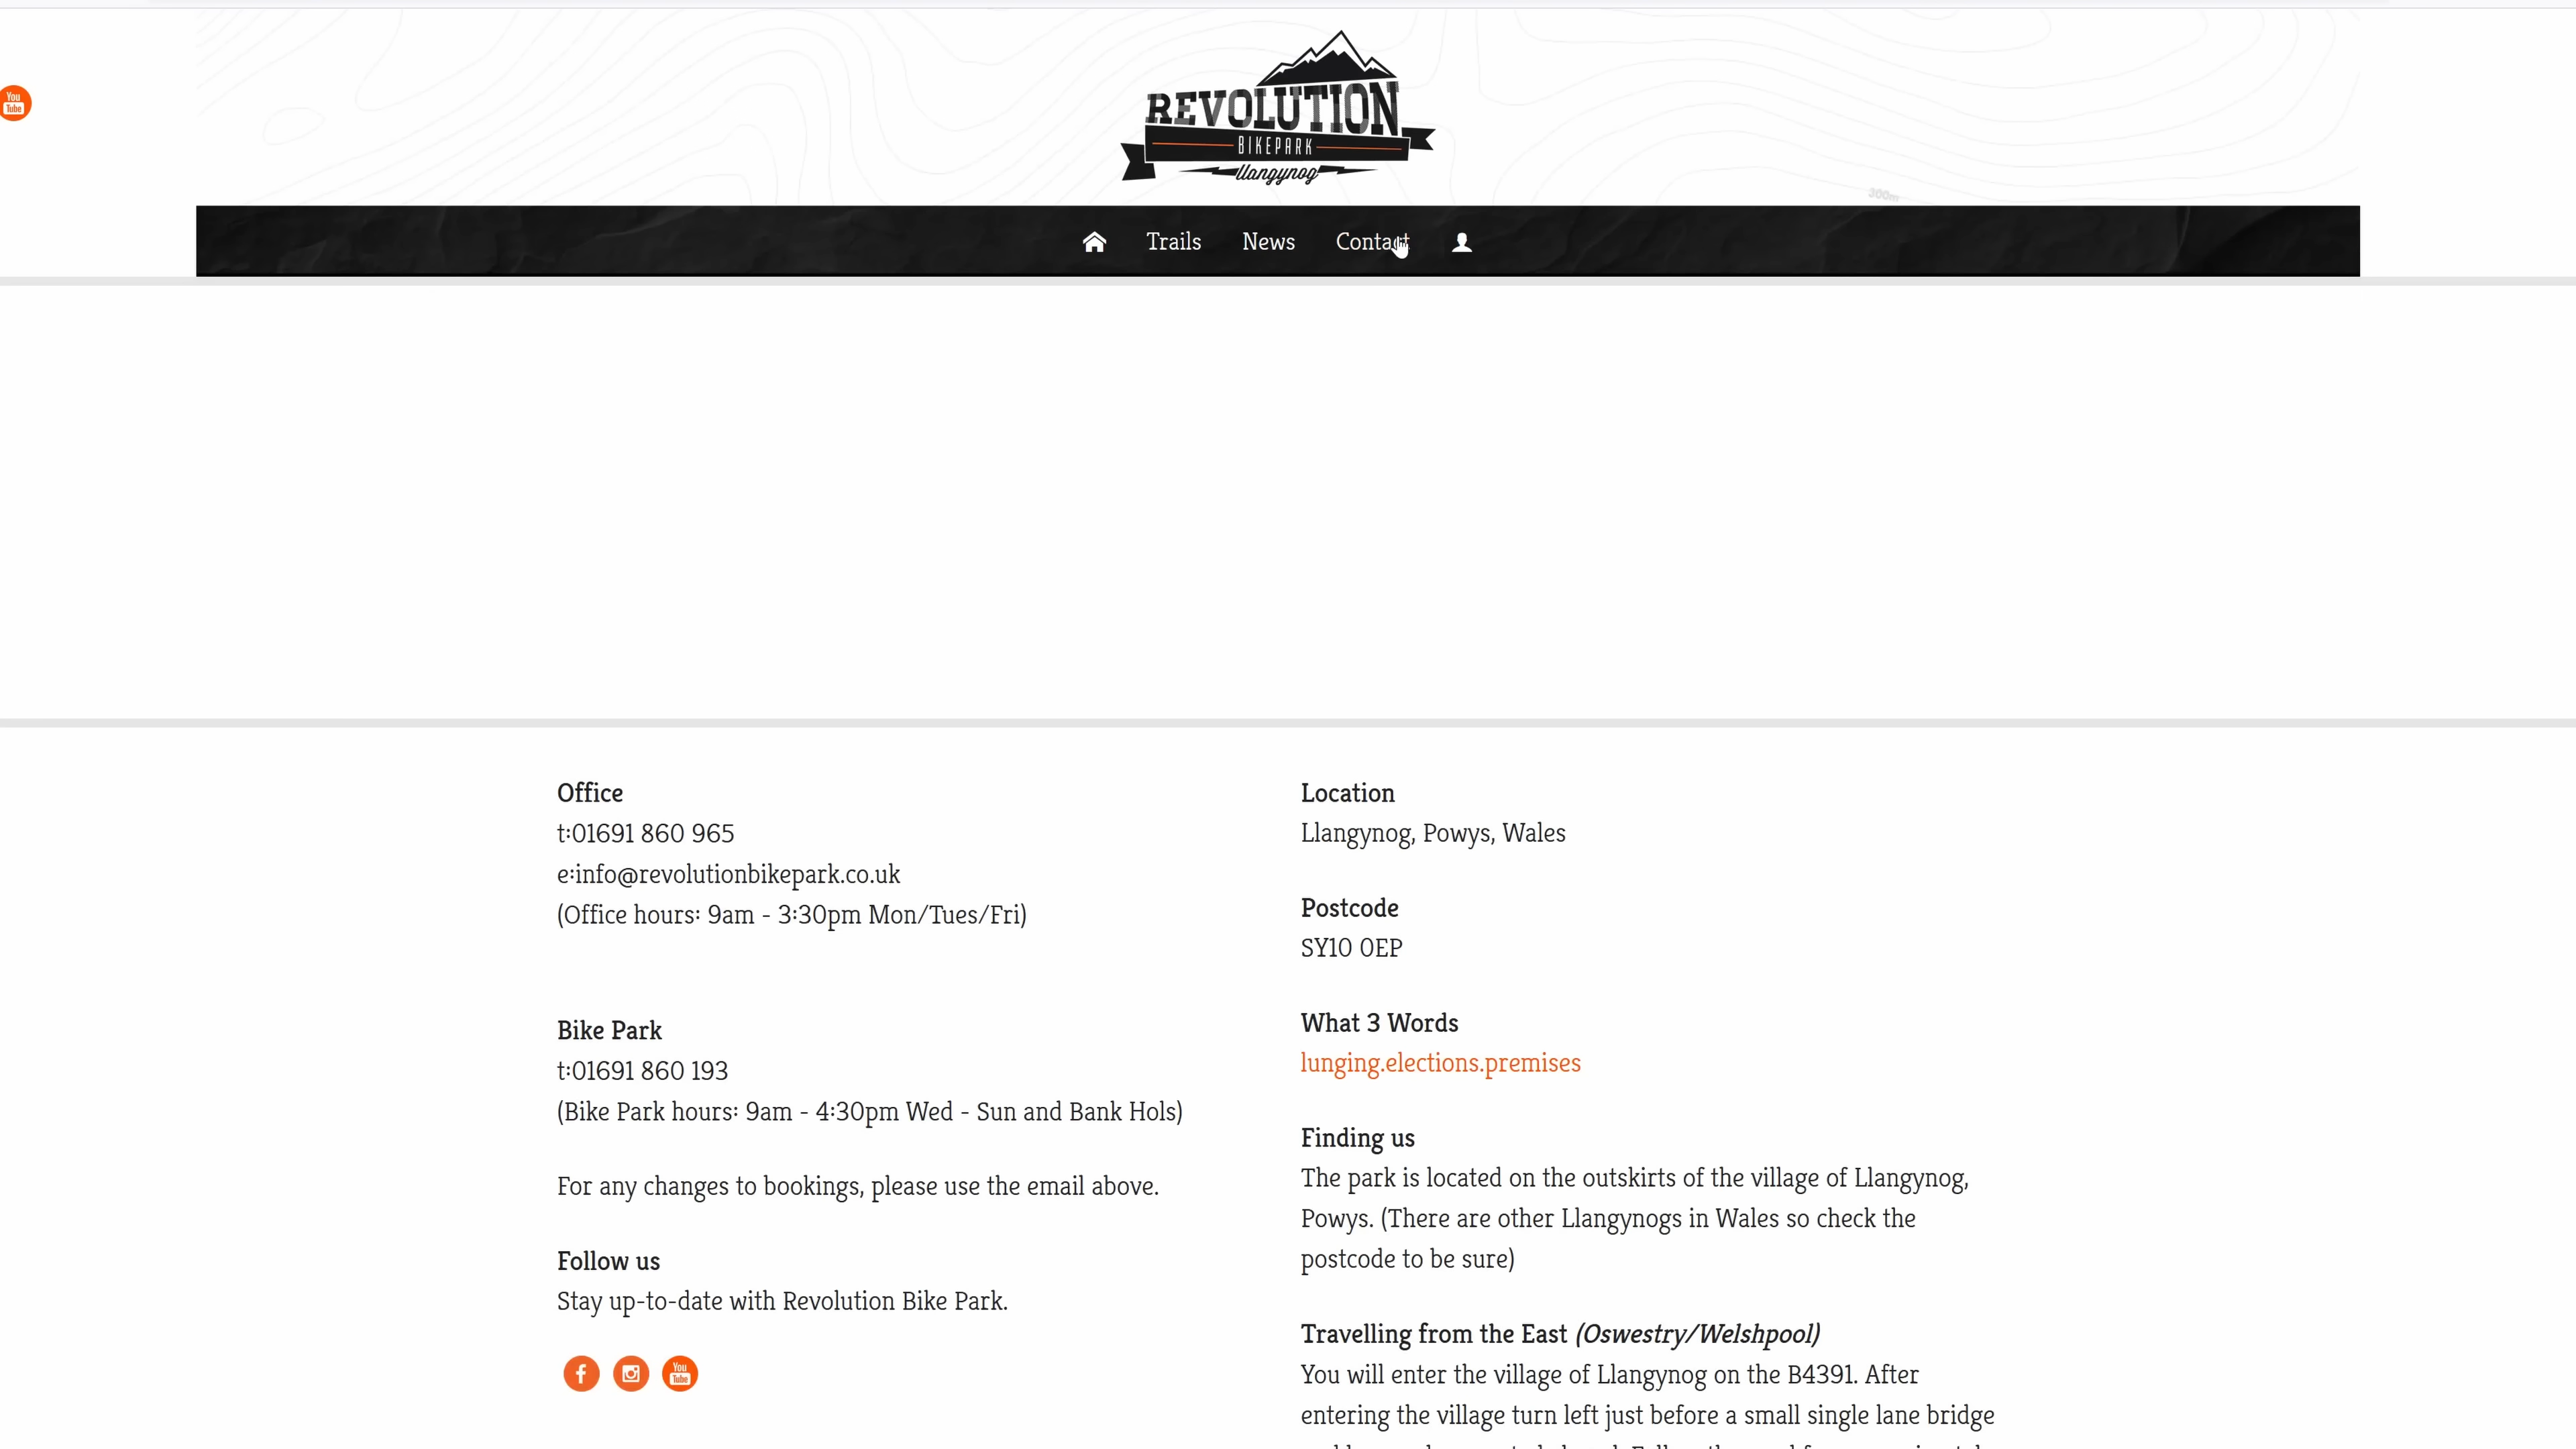 You
Tube
REVOLUTION
BIKEPARK
llangynog
300m
Trails News Contact
Office
t:01691 860 965
e:info@revolutionbikepark.co.uk
(Office hours: 9am - 3:30pm Mon/Tues/Fri)
Bike Park
t:01691 860 193
(Bike Park hours: 9am - 4:30pm Wed - Sun and Bank Hols)
For any changes to bookings, please use the email above.
Follow us
Stay up-to-date with Revolution Bike Park.
You
Tube
Location
Llangynog, Powys, Wales
Postcode
SY10 0EP
What 3 Words
lunging.elections.premises
Finding us
The park is located on the outskirts of the village of Llangynog,
Powys. (There are other Llangynogs in Wales so check the
postcode to be sure)
Travelling from the East (Oswestry/Welshpool)
You will enter the village of Llangynog on the B4391. After
entering the village turn left just before a small single lane bridge